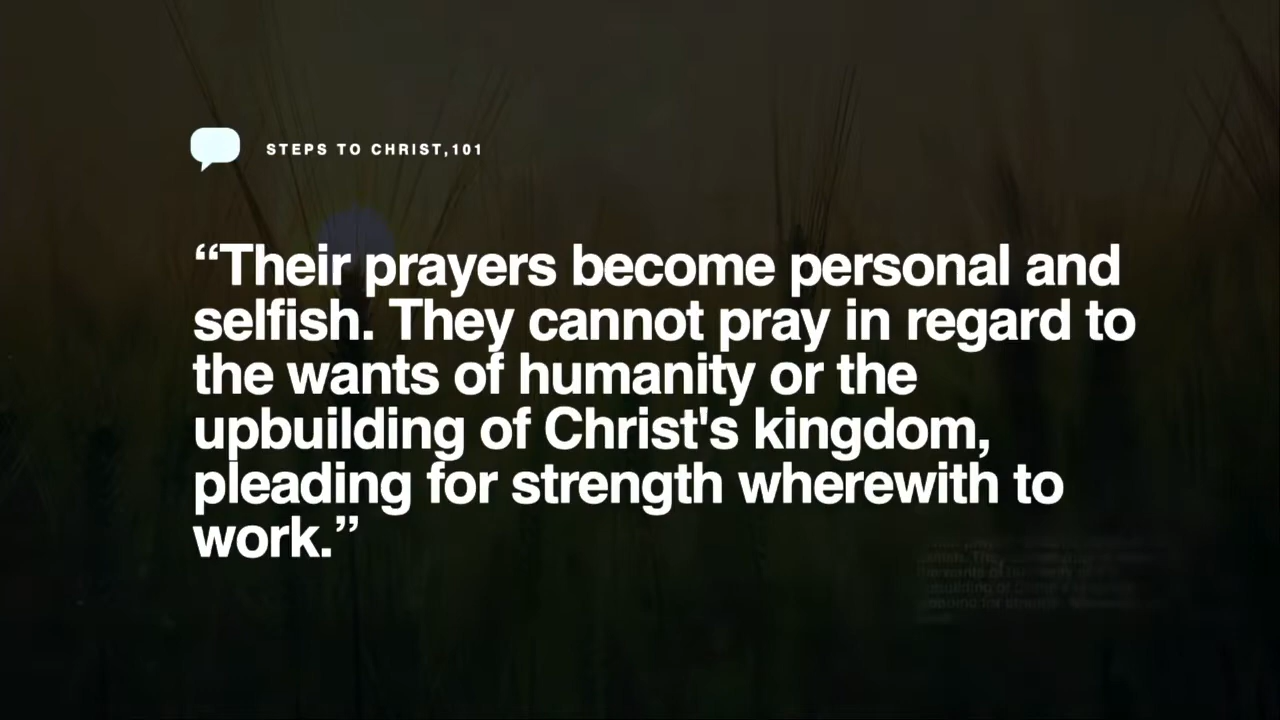 STEPS TO CHRIST,101
“Their prayers become personal and
selfish. They cannot pray in regard to
the wants of humanity or the
upbuilding of Christ's kingdom,
pleading for strength wherewith to
work.”